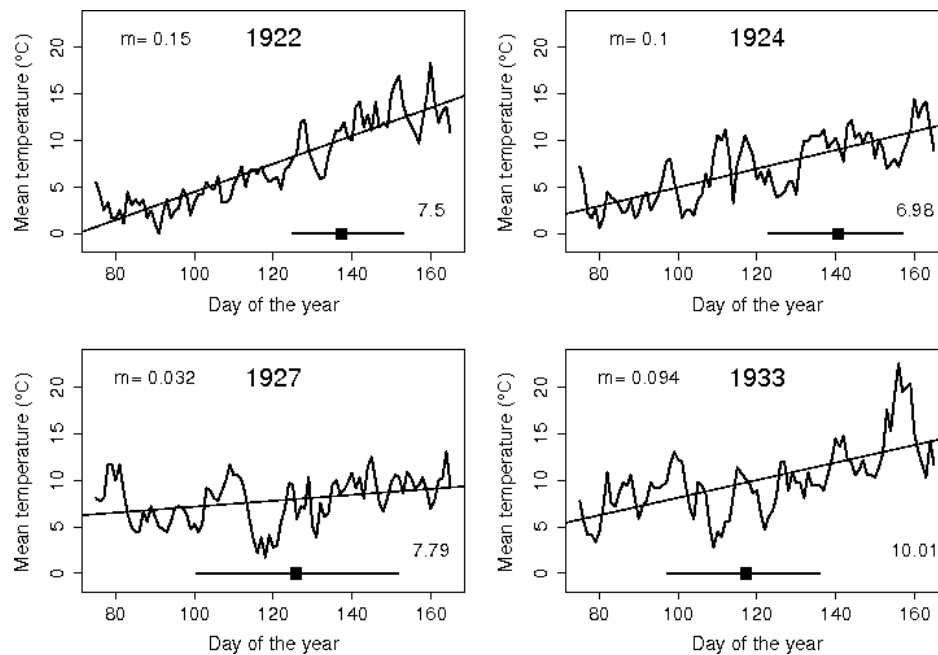 m= 0.15 1922
Mean temperature (°C)
0 5 10 15 20
7.5
80 100 120 140 160
Day of the year
m= 0.1 1924
Mean temperature (°C)
0 5 10 15 20
6.98
80 100 120 140 160
Day of the year
m= 0.032 1927
Mean temperature (°C)
0 5 10 15 20
7.79
80 100 120 140 160
Day of the year
m= 0.094 1933
Mean temperature (°C)
0 5 10 15 20
10.01
80 100 120 140 160
Day of the year